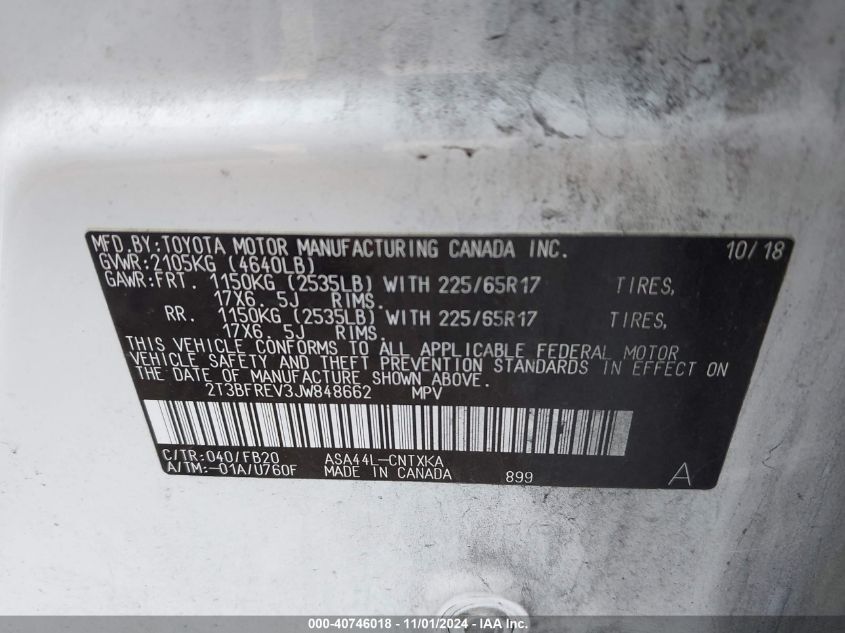 MFD.BY:TOYOTA MOTOR MANUFACTURING CANADA INC. 10/18
GVWR:2105KG (4640LB)
GAWR:FRT. 1150KG (2535LB) WITH 225/65R17 TIRES,
17X6.5J RIMS.
RR. 1150KG (2535LB) WITH 225/65R17 TIRES,
17X6.5J RIMS.
THIS VEHICLE CONFORMS TO ALL APPLICABLE FEDERAL MOTOR
VEHICLE SAFETY AND THEFT PREVENTION STANDARDS IN EFFECT ON
THE DATE OF MANUFACTURE SHOWN ABOVE.
2T3BFREV3JW848662 MPV
C/TR:040/FB20 ASA44L-CNTXKA
A/TM:-01A/U760F MADE IN CANADA 899 A
000-40746018 - 11/01/2024 - IAA Inc.